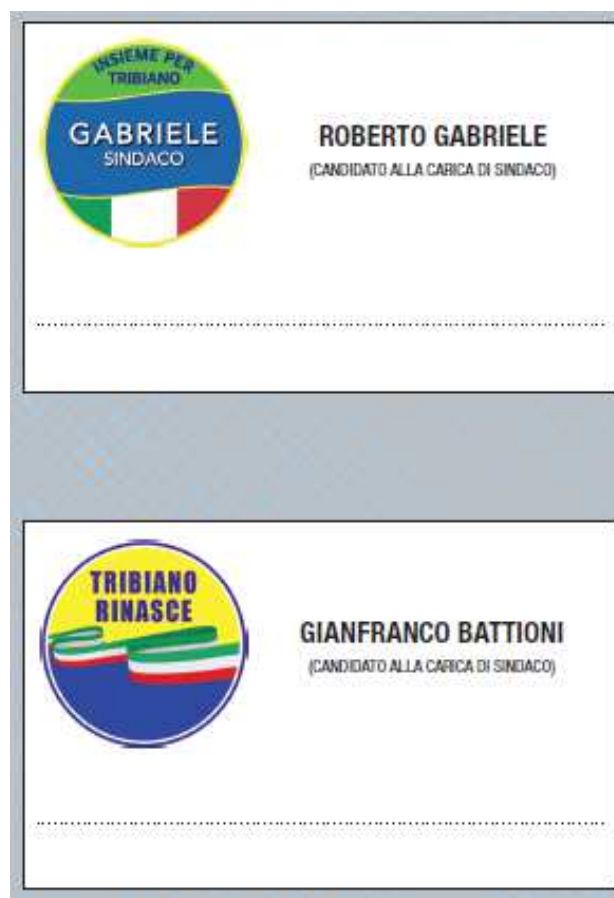 INSIEME PER
TRIBIANO
GABRIELE
SINDACO
ROBERTO GABRIELE
(CANDIDATO ALLA CARICA DI SINDACO)
TRIBIANO
RINASCE
GIANFRANCO BATTIONI
(CANDIDATO ALLA CARICA DI SINDACO)